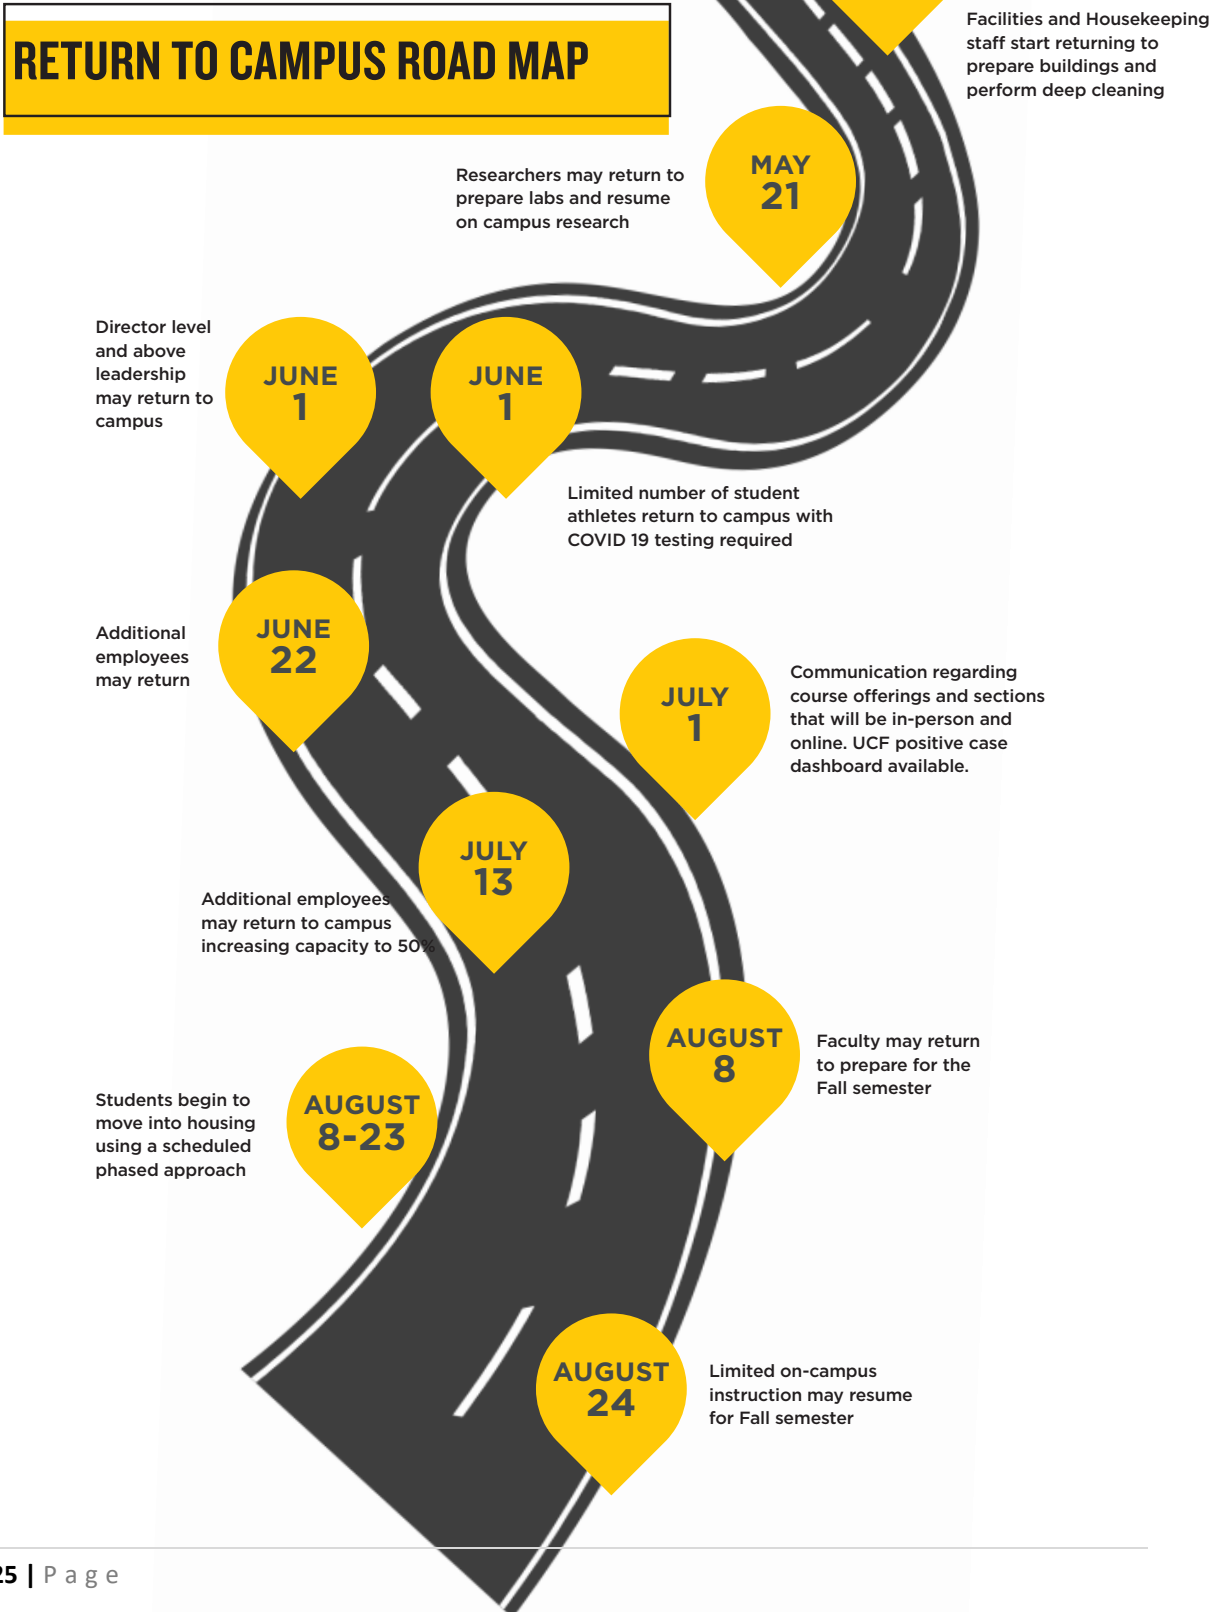 RETURN TO CAMPUS ROAD MAP
Facilities and Housekeeping
staff start returning to
prepare buildings and
perform deep cleaning
MAY
21
Researchers may return to
prepare labs and resume
on campus research
Director level
and above
leadership
may return to
campus
JUNE
1
JUNE
1
Limited number of student
athletes return to campus with
COVID 19 testing required
Additional
employees
may return
JUNE
22
JULY
1
Communication regarding
course offerings and sections
that will be in-person and
online. UCF positive case
dashboard available.
JULY
13
Additional employees
may return to campus
increasing capacity to 50%
AUGUST
8
Faculty may return
to prepare for the
Fall semester
Students begin to
move into housing
using a scheduled
phased approach
AUGUST
8-23
AUGUST
24
Limited on-campus
instruction may resume
for Fall semester
25 | Page